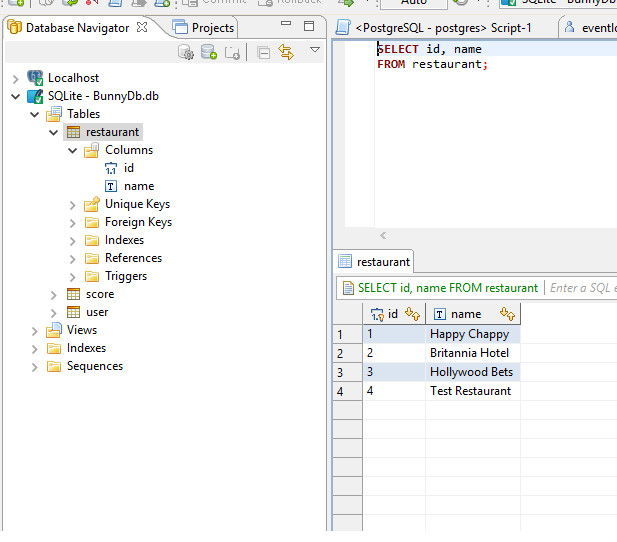 Commit
Rollback
Auto
SQLite - BunnyDb
Database Navigator
Projects
Localhost
SQLite - BunnyDb.db
Tables
restaurant
Columns
id
name
Unique Keys
Foreign Keys
Indexes
References
Triggers
score
user
Views
Indexes
Sequences
<PostgreSQL - postgres> Script-1
eventlo
SELECT id, name
FROM restaurant;
restaurant
SELECT id, name FROM restaurant
Enter a SQL e
id name
1 1 Happy Chappy
2 2 Britannia Hotel
3 3 Hollywood Bets
4 4 Test Restaurant